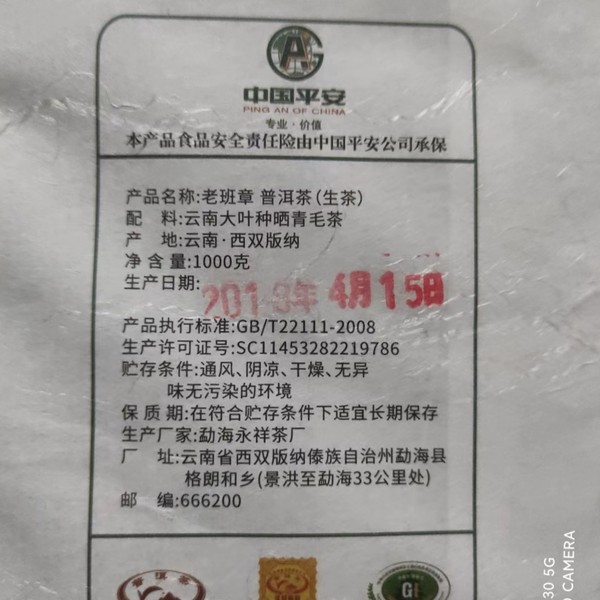 中国平安
PING AN OF CHINA
专业·价值
本产品食品安全责任险由中国平安公司承保
产品名称:老班章 普洱茶(生茶)
配 料:云南大叶种晒青毛茶
产 地:云南·西双版纳
净含量:1000克
生产日期:
4月15日
产品执行标准:GB/T22111-2008
生产许可证号:SC11453282219786
贮存条件:通风、阴凉、干燥、无异
味无污染的环境
保质期:在符合贮存条件下适宜长期保存
生产厂家:勐海永祥茶厂
厂 址:云南省西双版纳傣族自治州勐海县
格朗和乡(景洪至勐海33公里处)
邮 编:666200
30 5G
CAMERA